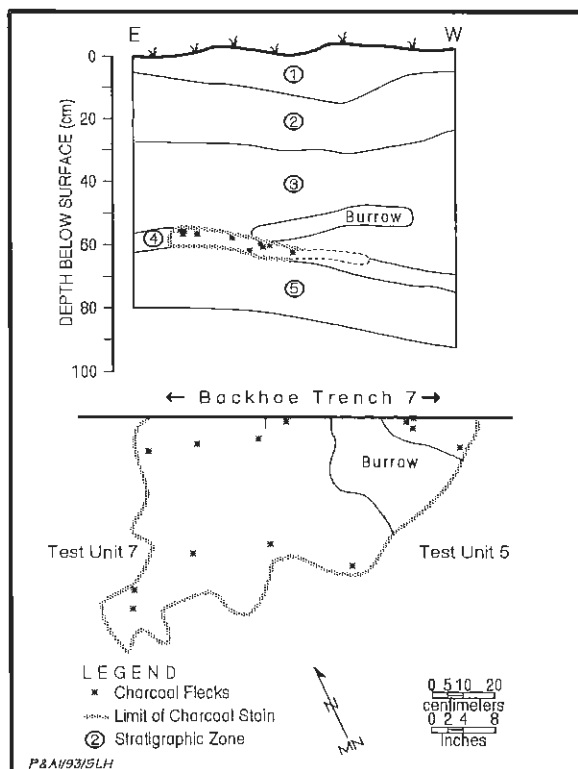 E W
0
20
40
60
80
100
DEPTH BELOW SURFACE (cm)
1
2
3
Burrow
4
5
← Backhoe Trench 7 →
Burrow
Test Unit 7
Test Unit 5
LEGEND
Charcoal Flecks
Limit of Charcoal Stain
2 Stratigraphic Zone
N
MN
0 5 10 20
centimeters
0 2 4 8
inches
P&AI/93/SLH